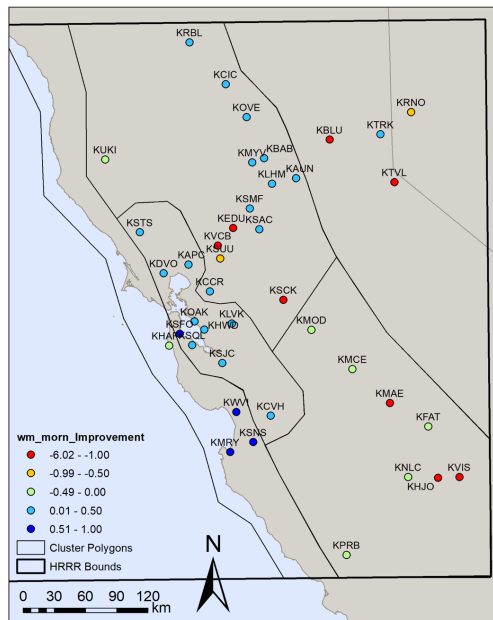 KRBL
KCIC
KOVE
KRNO
KBLU
KTRK
KUKI
KMYV
KBAB
KAUN
KLHM
KTVL
KSMF
KSTS
KEDU
KSAC
KVCB
KSUU
KDVO
KAPC
KCCR
KSCK
KOAK
KLVK
KSFO
KHWD
KMOD
KHAF
KSQL
KSJC
KMCE
KMAE
KWVI
KCVH
KFAT
KSNS
KMRY
KNLC
KVIS
KHJO
KPRB
wm_morn_Improvement
-6.02 - -1.00
-0.99 - -0.50
-0.49 - 0.00
0.01 - 0.50
0.51 - 1.00
Cluster Polygons
HRRR Bounds
N
0 30 60 90 120
km